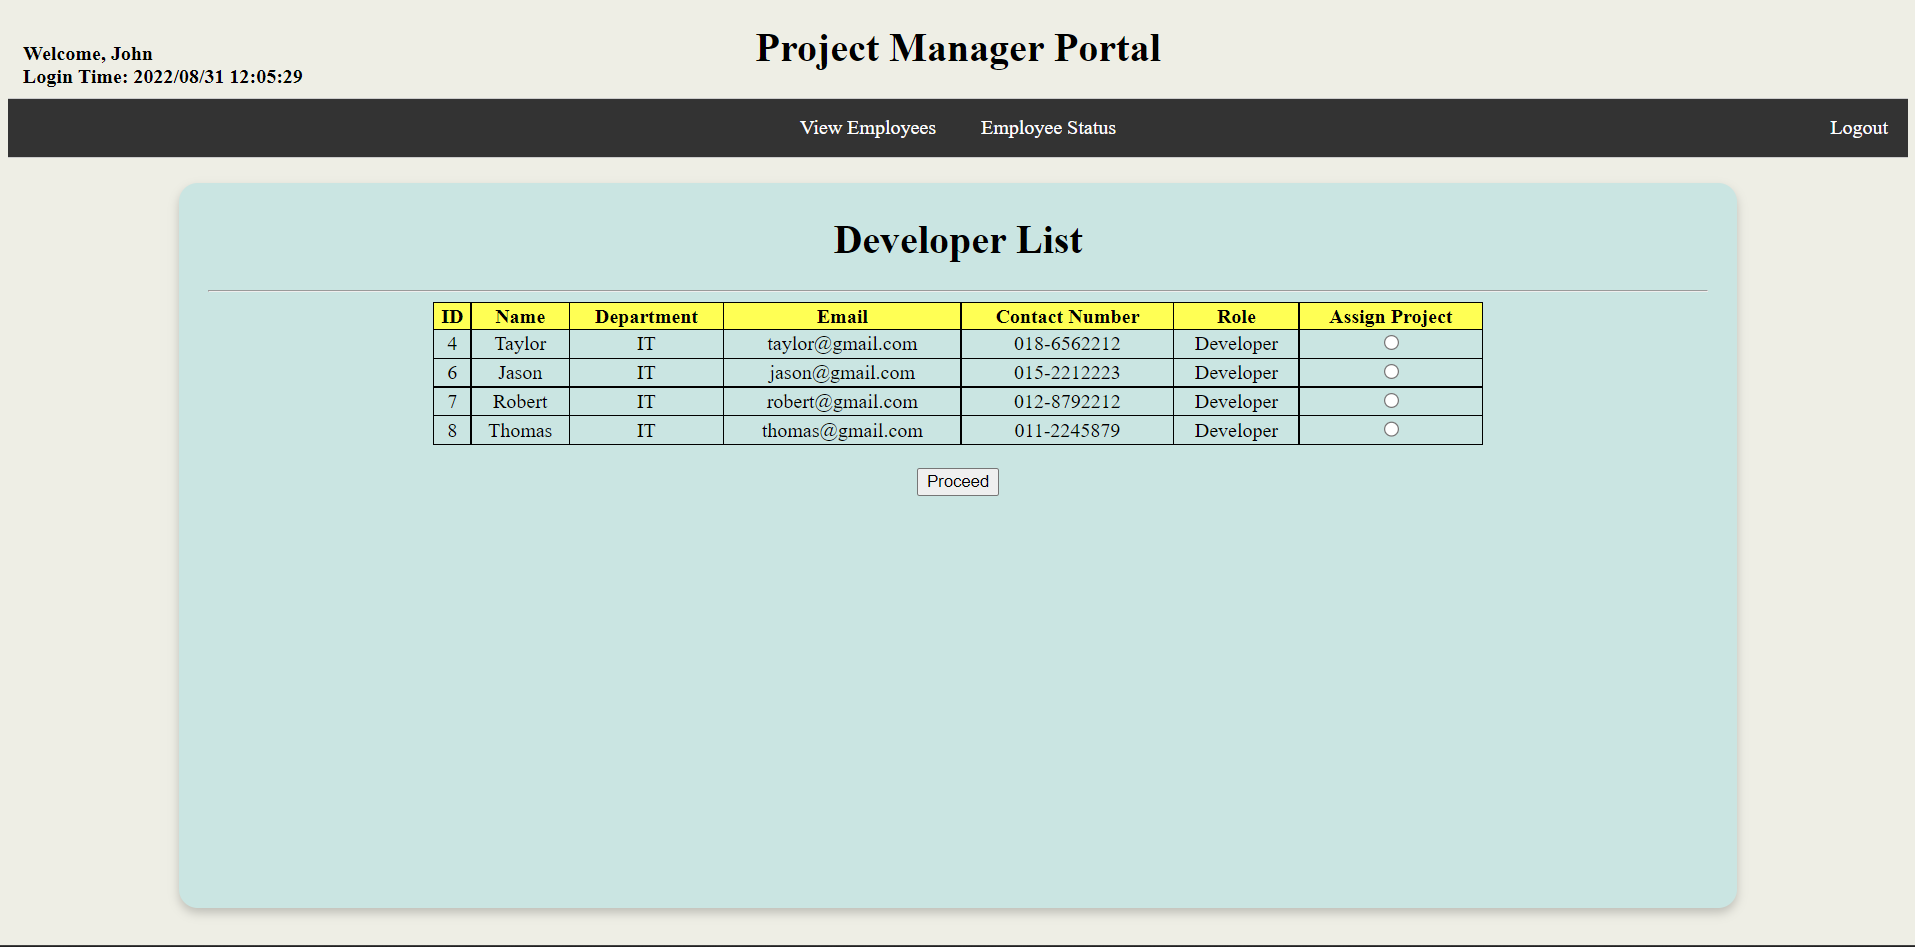 Project Manager Portal
Welcome, John
Login Time: 2022/08/31 12:05:29
View Employees Employee Status Logout
Developer List
ID Name Department Email Contact Number Role Assign Project
4 Taylor IT taylor@gmail.com 018-6562212 Developer
6 Jason IT jason@gmail.com 015-2212223 Developer
7 Robert IT robert@gmail.com 012-8792212 Developer
8 Thomas IT thomas@gmail.com 011-2245879 Developer
Proceed